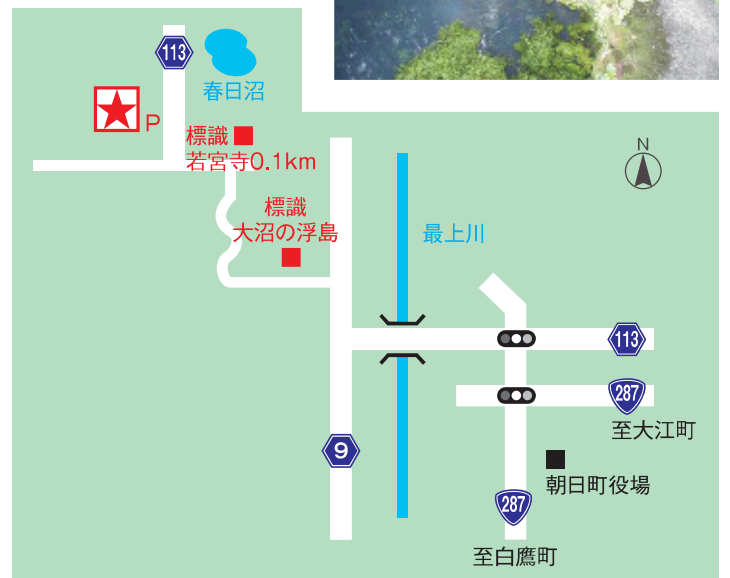 113
春日沼
P
標識
若宮寺0.1km
N
標識
大沼の浮島
最上川
113
287
至大江町
9
朝日町役場
287
至白鷹町